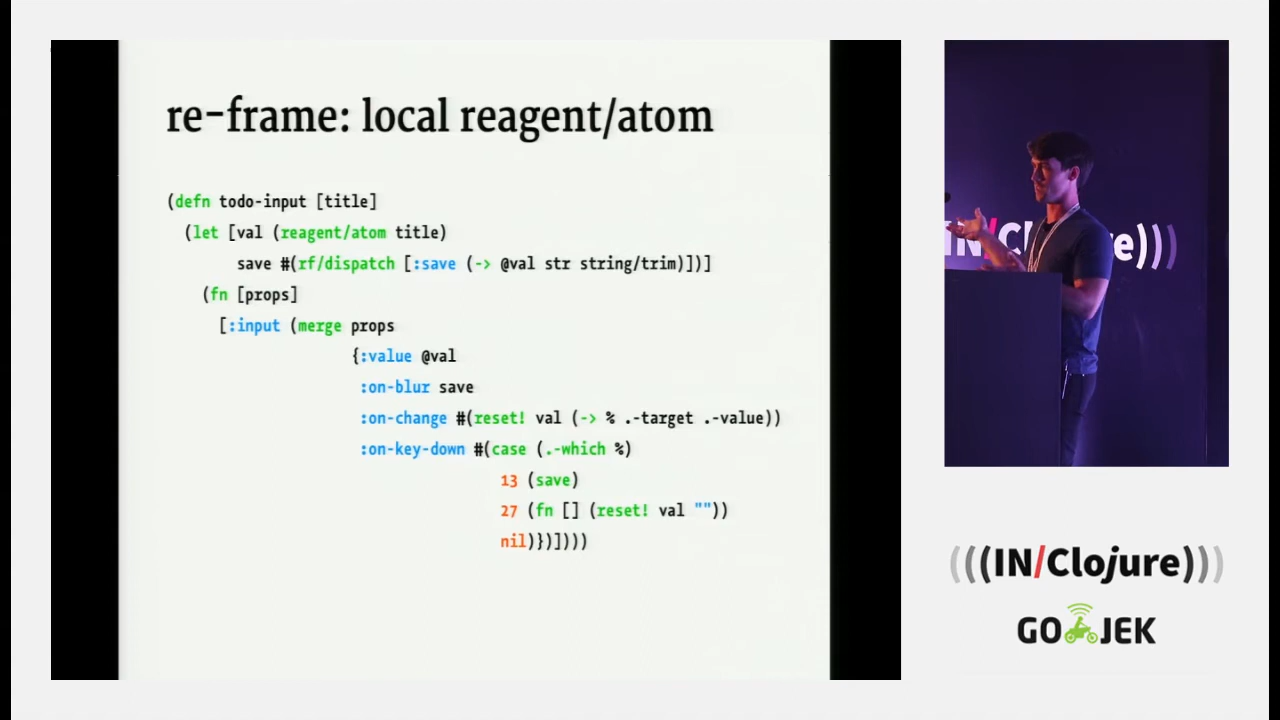 re-frame: local reagent/atom
(defn todo-input [title]
(let [val (reagent/atom title)
save #(rf/dispatch [:save (-> @val str string/trim)])]
(fn [props]
[:input (merge props
{:value @val
:on-blur save
:on-change #(reset! val (-> % .-target .-value))
:on-key-down #(case (.-which %)
13 (save)
27 (fn [] (reset! val ""))
nil)})])))
IN/Clojure)))
(((IN/Clojure)))
GO JEK